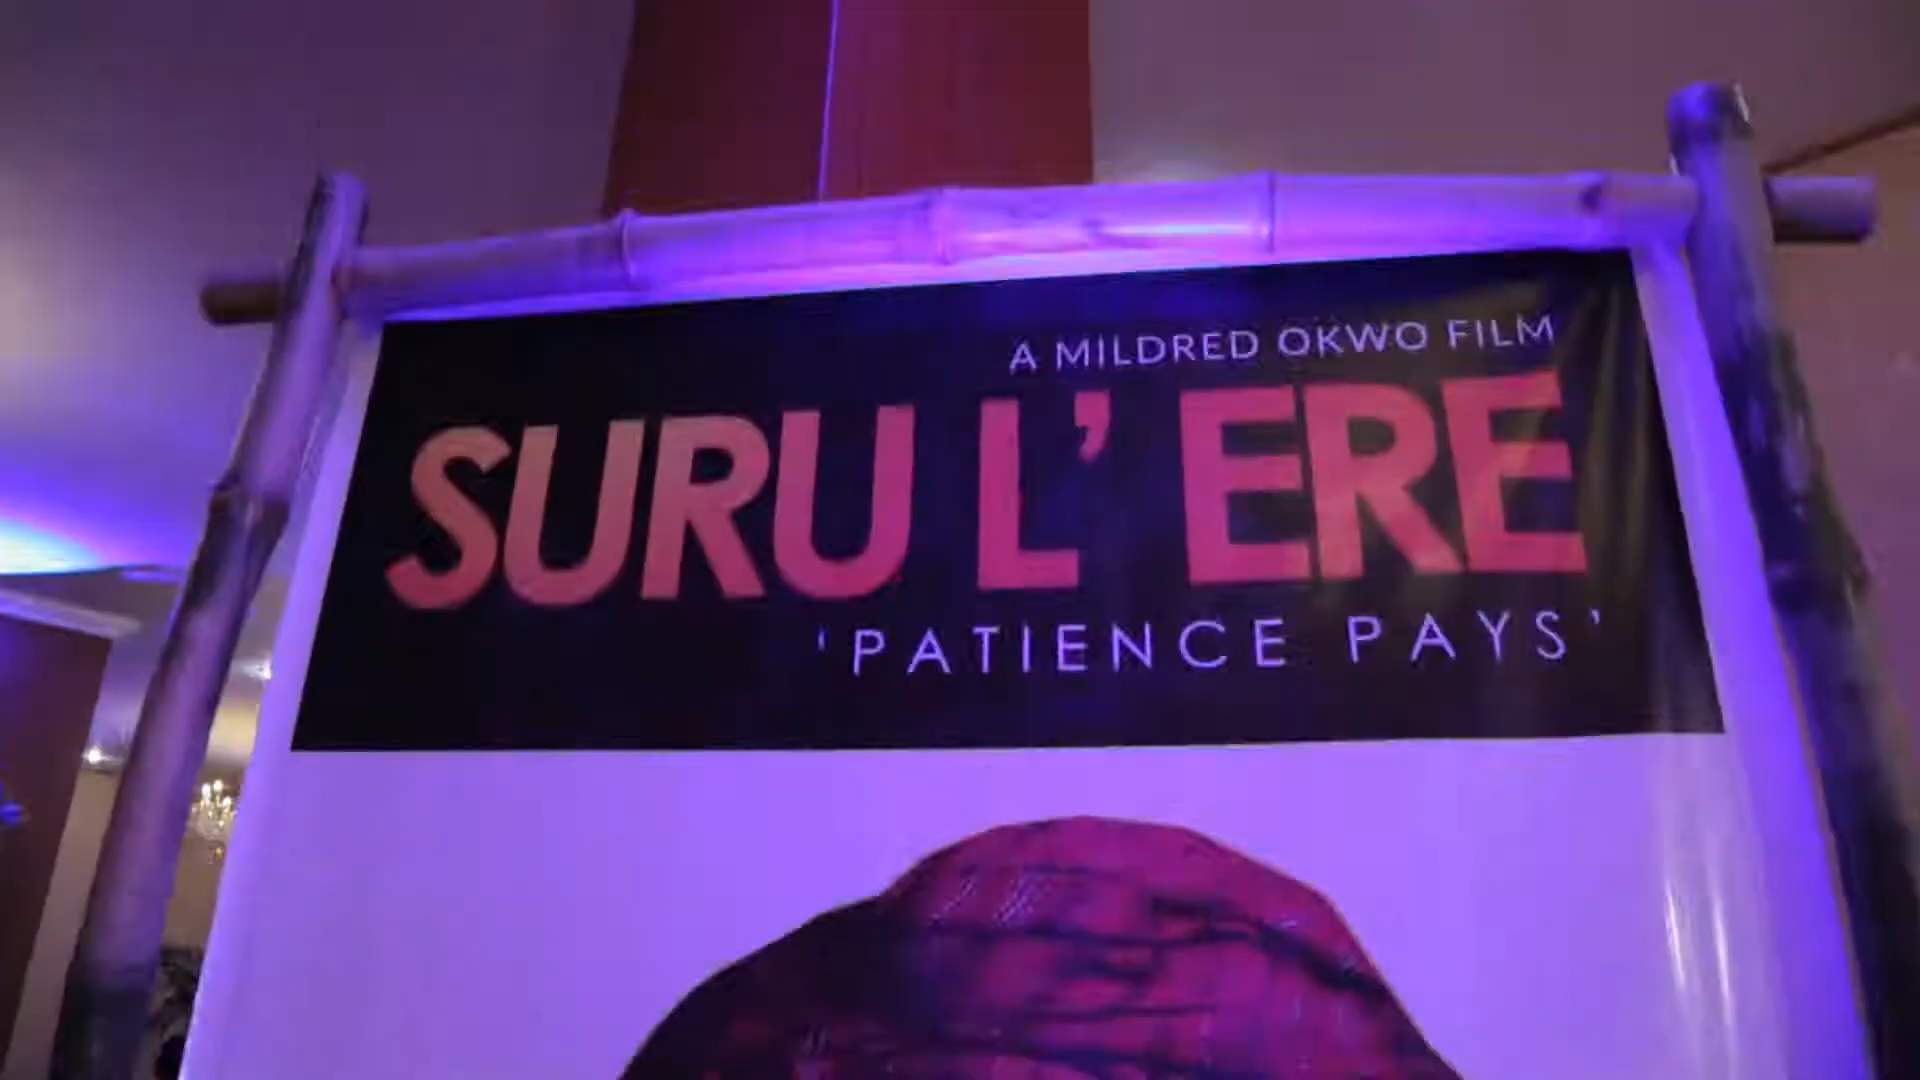 A MILDRED OKWO FILM
SURU L’ ERE
‘PATIENCE PAYS’